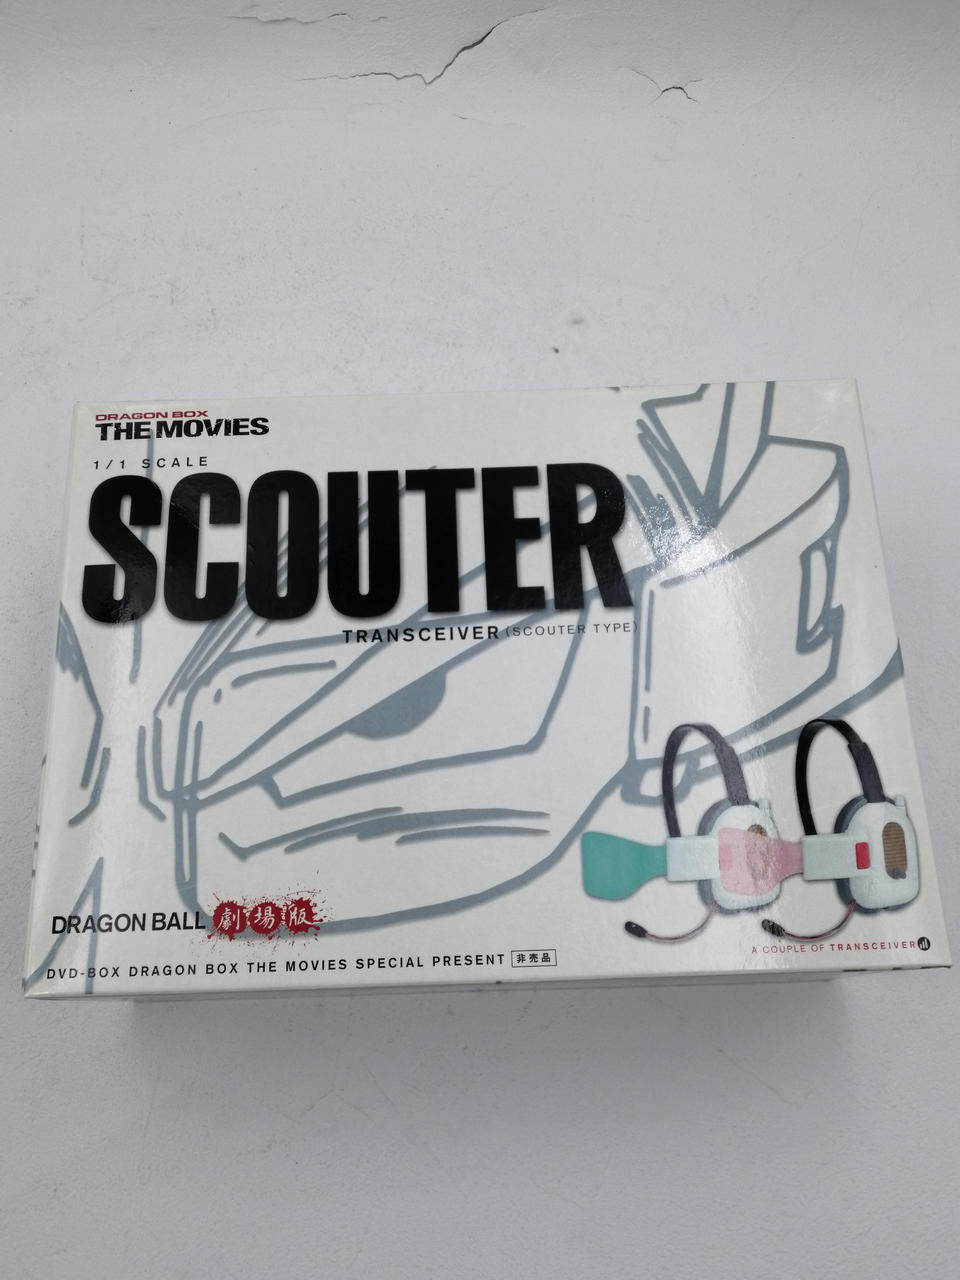 DRAGON BOX
THE MOVIES
1/1 SCALE
SCOUTER
TRANSCEIVER (SCOUTER TYPE)
DRAGON BALL 劇場版
A COUPLE OF TRANSCEIVER
DVD-BOX DRAGON BOX THE MOVIES SPECIAL PRESENT 非売品